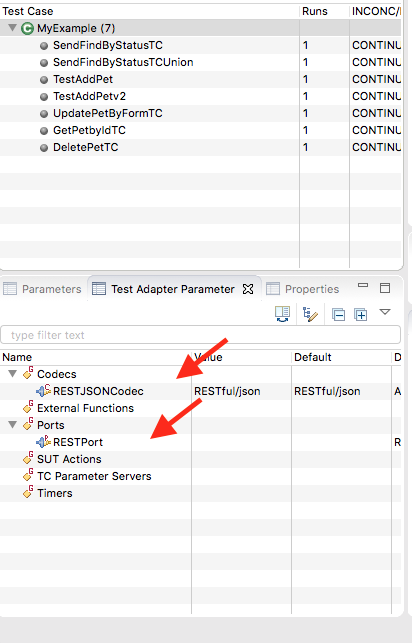 Test Case Runs INCONC/
MyExample (7)
SendFindByStatusTC 1 CONTINU
SendFindByStatusTCUnion 1 CONTINU
TestAddPet 1 CONTINU
TestAddPetv2 1 CONTINU
UpdatePetByFormTC 1 CONTINU
GetPetbyIdTC 1 CONTINU
DeletePetTC 1 CONTINU
Parameters Test Adapter Parameter Properties
type filter text
Name Value Default D
Codecs
RESTJSONCodec RESTful/json RESTful/json A
External Functions
Ports
RESTPort R
SUT Actions
TC Parameter Servers
Timers